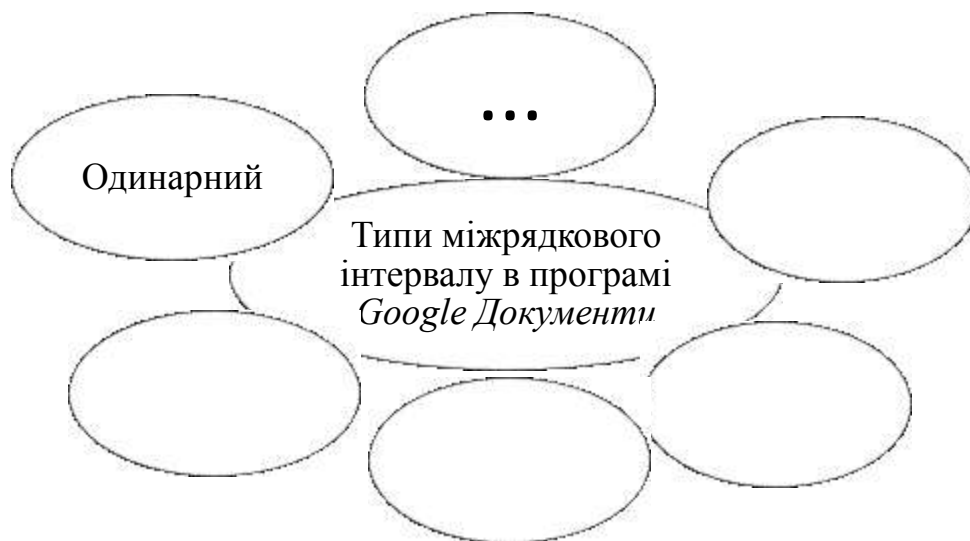 ...
Одинарний
Типи міжрядкового
інтервалу в програмі
Google Документи